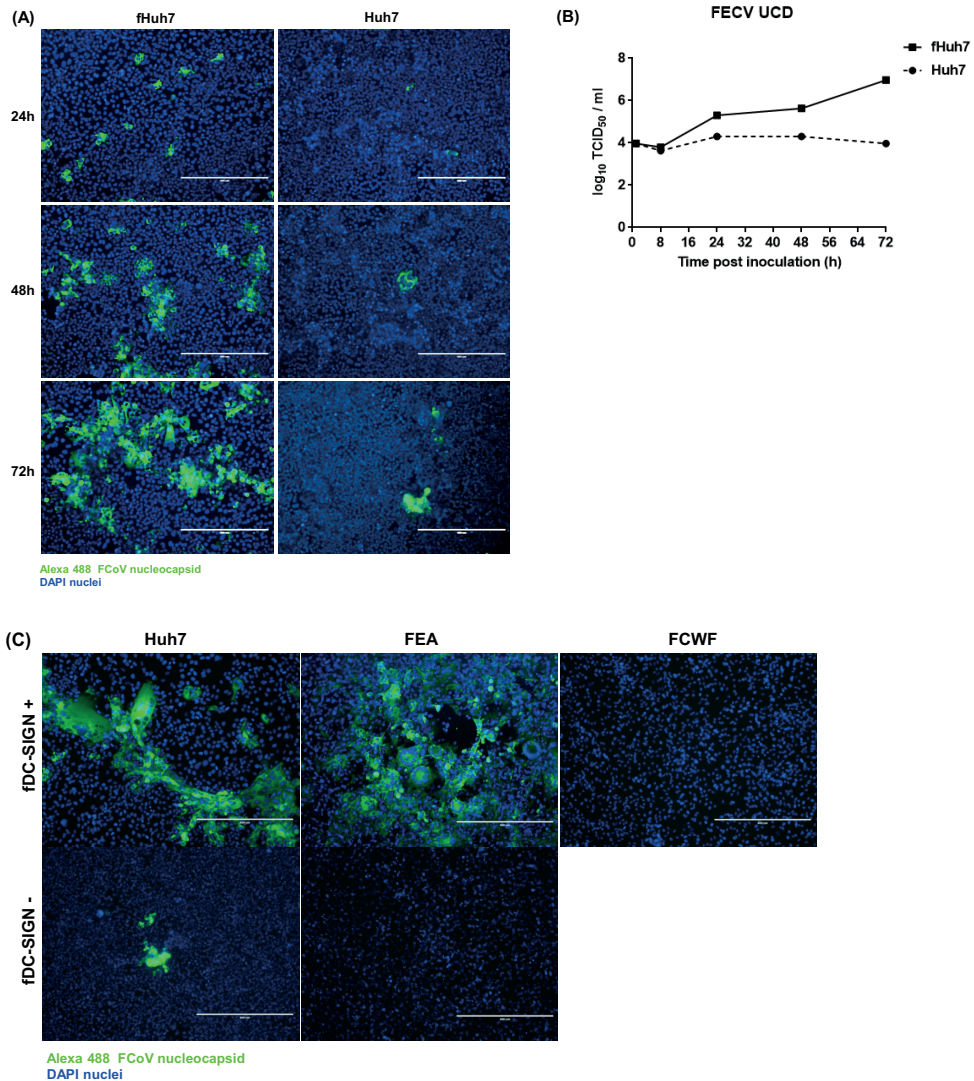 (A)
fHuh7
Huh7
24h
48h
72h
Alexa 488 FCoV nucleocapsid
DAPI nuclei
(B)
FECV UCD
fHuh7
Huh7
log10 TCID50 / ml
8
6
4
2
0
0 8 16 24 32 40 48 56 64 72
Time post inoculation (h)
(C)
Huh7
FEA
FCWF
fDC-SIGN +
fDC-SIGN -
Alexa 488 FCoV nucleocapsid
DAPI nuclei